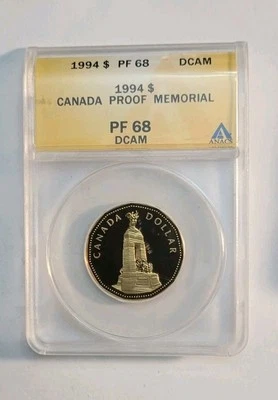 1994 $ PF 68 DCAM
1994 $
CANADA PROOF MEMORIAL
PF 68
DCAM
ANACS
CANADA DOLLAR